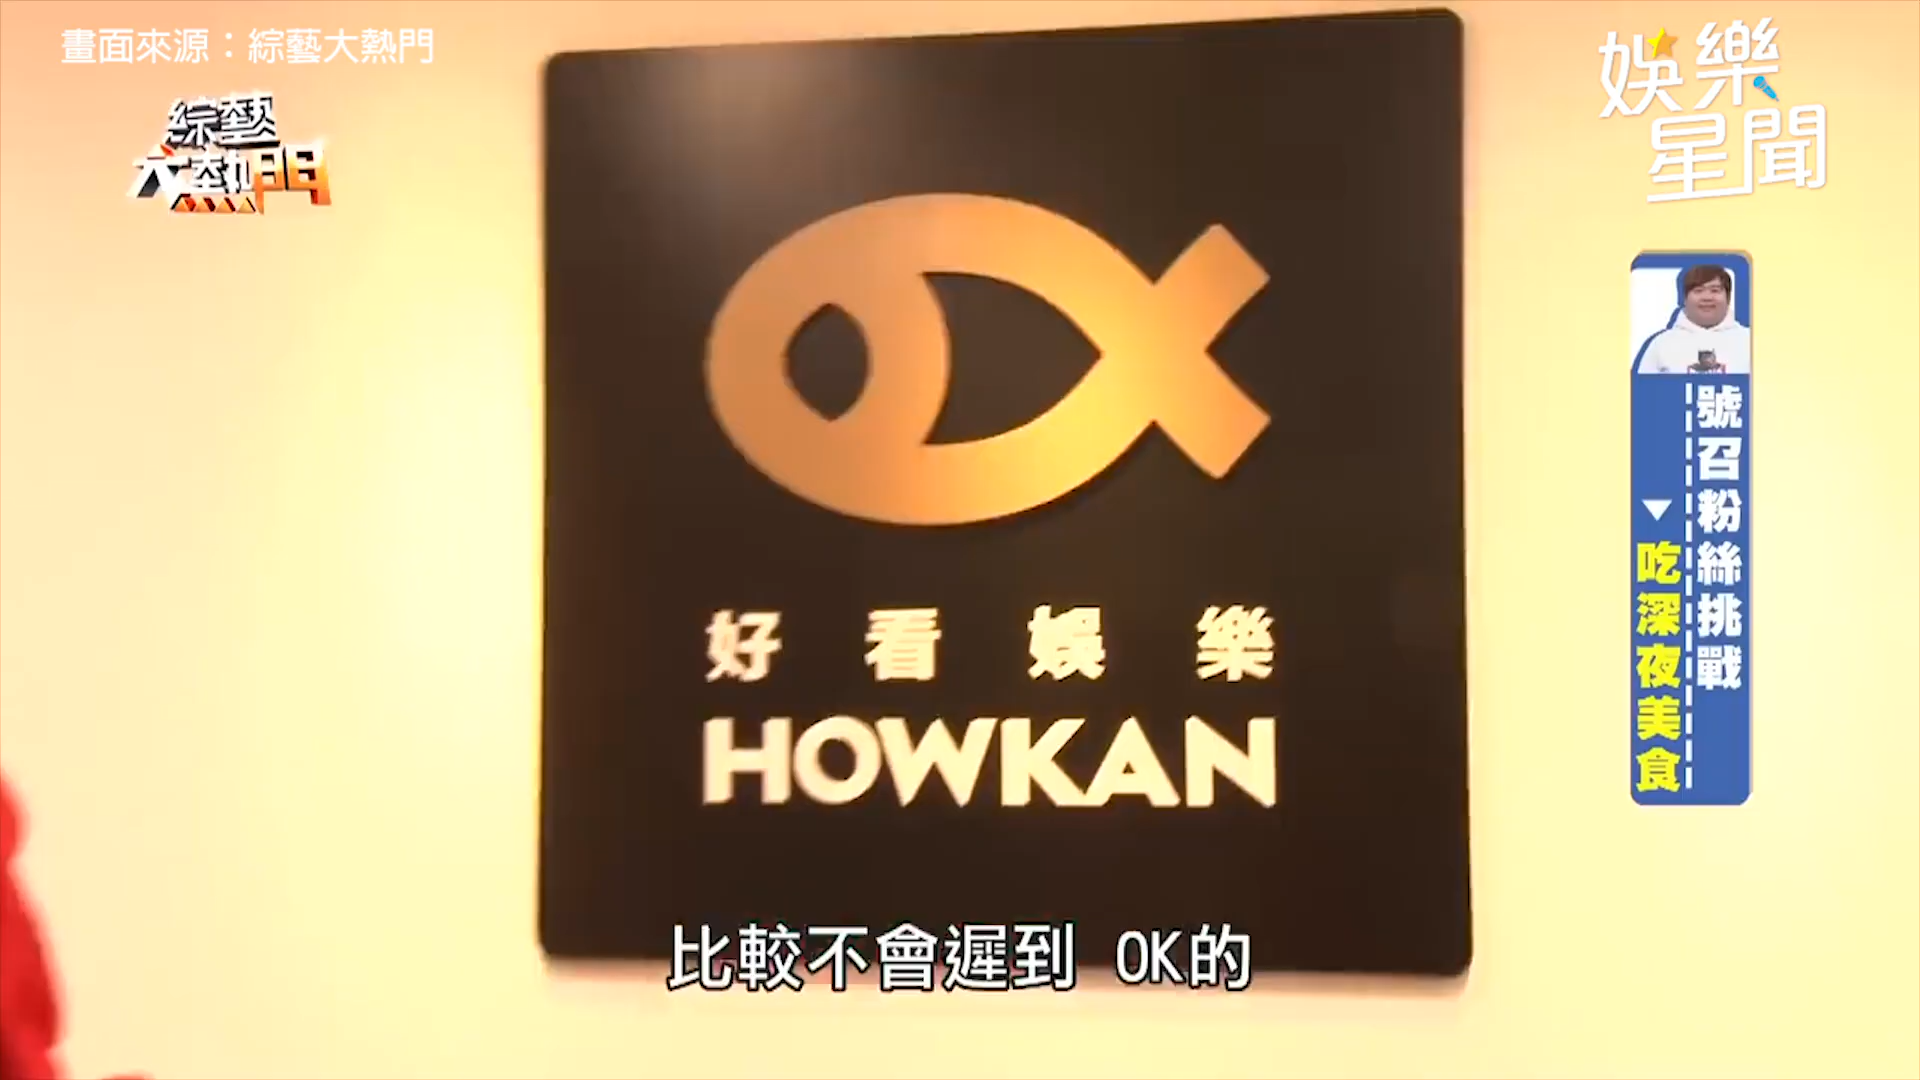 畫面來源：綜藝大熱門
綜藝
大熱門
娛樂
星聞
號召粉絲挑戰
▼吃深夜美食
好看娛樂
HOWKAN
比較不會遲到 OK的